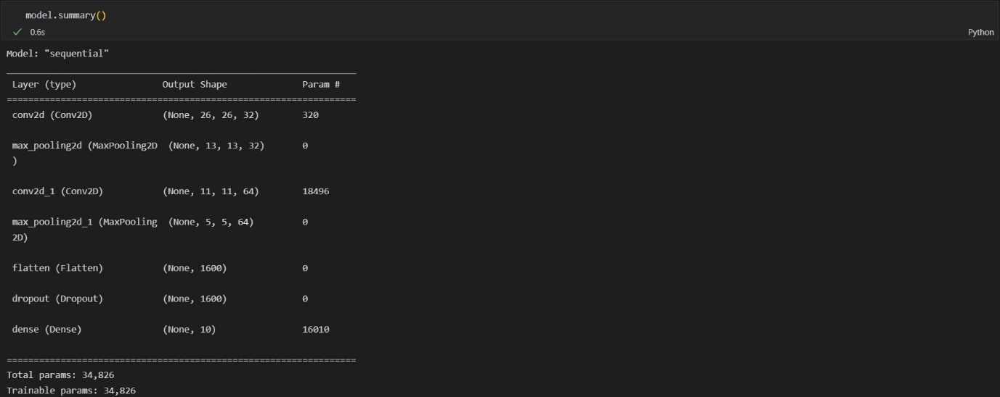 model.summary()
0.6s
Python
Model: "sequential"
_________________________________________________________________
Layer (type) Output Shape Param #
=================================================================
conv2d (Conv2D) (None, 26, 26, 32) 320
max_pooling2d (MaxPooling2D (None, 13, 13, 32) 0
)
conv2d_1 (Conv2D) (None, 11, 11, 64) 18496
max_pooling2d_1 (MaxPooling (None, 5, 5, 64) 0
2D)
flatten (Flatten) (None, 1600) 0
dropout (Dropout) (None, 1600) 0
dense (Dense) (None, 10) 16010
=================================================================
Total params: 34,826
Trainable params: 34,826